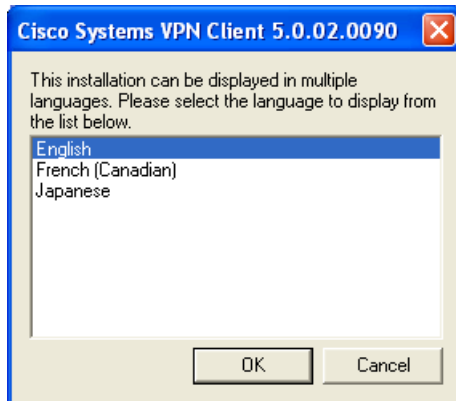 Cisco Systems VPN Client 5.0.02.0090
This installation can be displayed in multiple
languages. Please select the language to display from
the list below.
English
French (Canadian)
Japanese
OK
Cancel